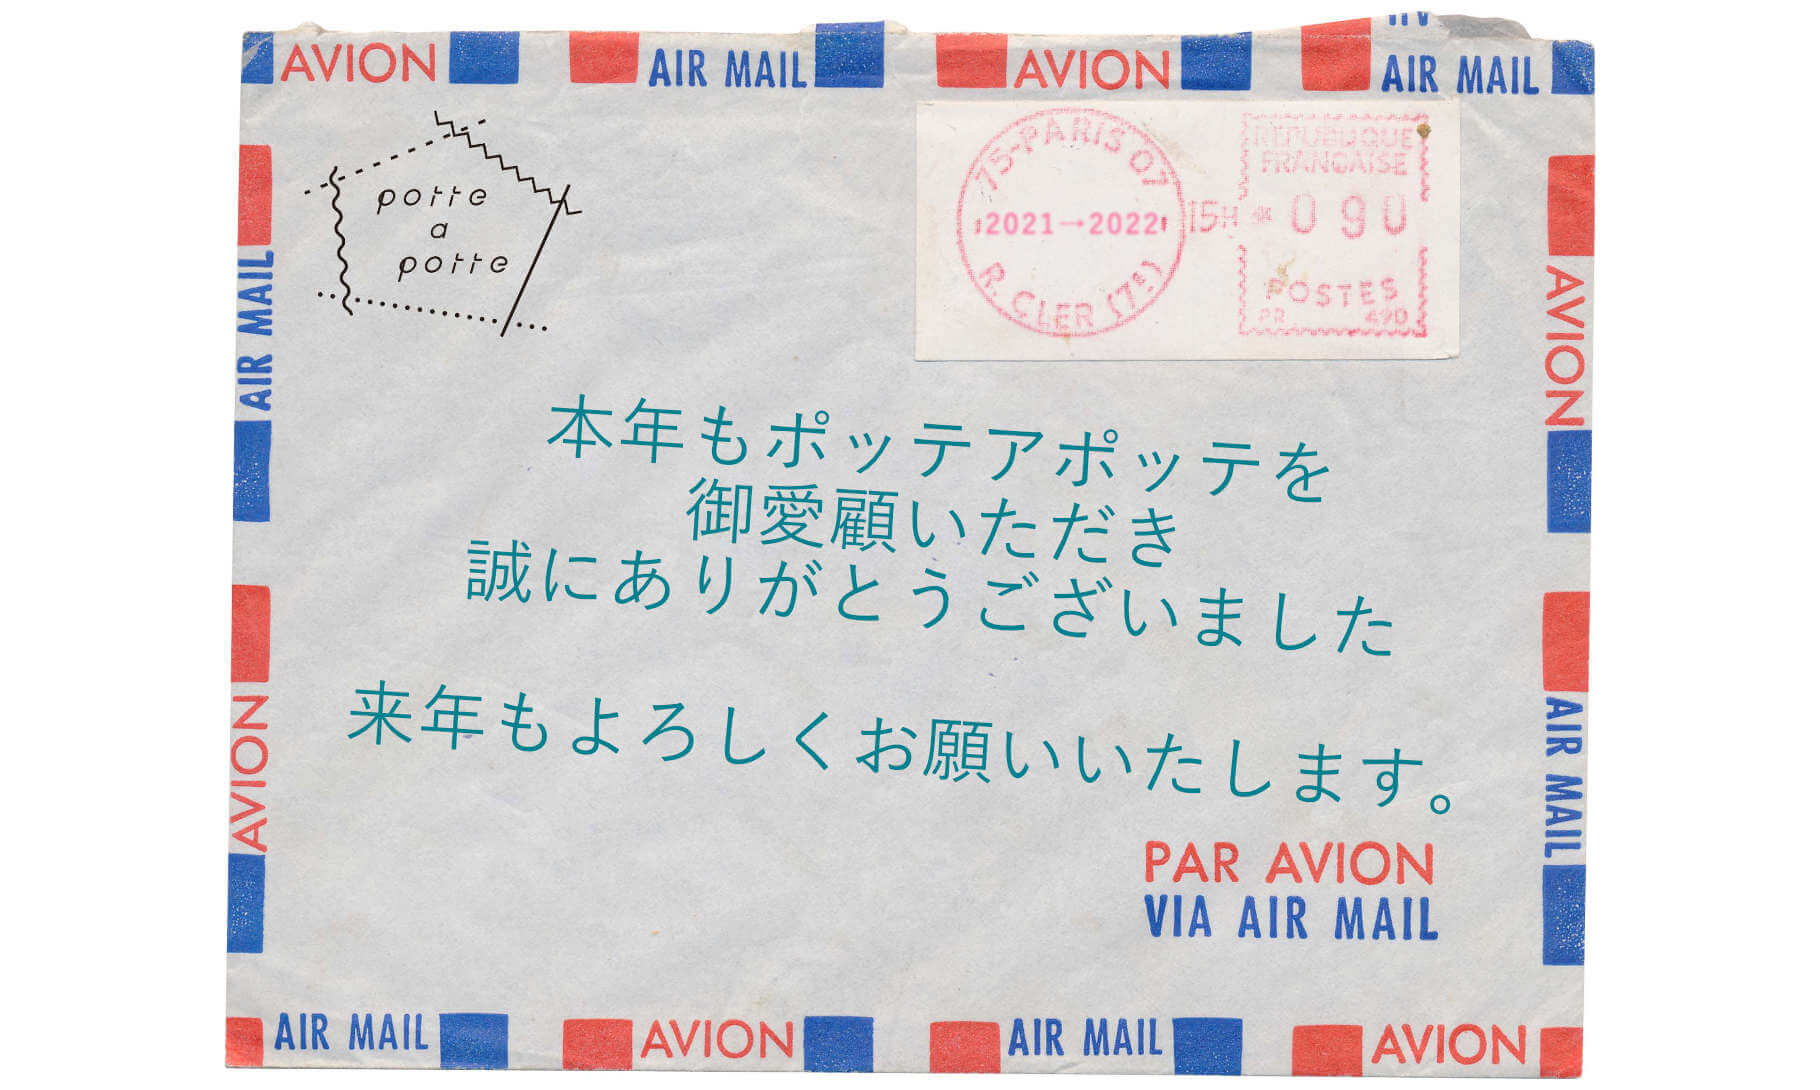 AVION AIR MAIL AVION AIR MAIL
AIR MAIL
AVION
potte
a
potte
75-PARIS 07
2021→2022
R. CLER (7E)
15H * 090
REPUBLIQUE
FRANÇAISE
POSTES
PR 490
本年もポッテアポッテを
御愛顧いただき
誠にありがとうございました
来年もよろしくお願いいたします。
PAR AVION
VIA AIR MAIL
AVION
AIR MAIL
AIR MAIL AVION AIR MAIL AVION